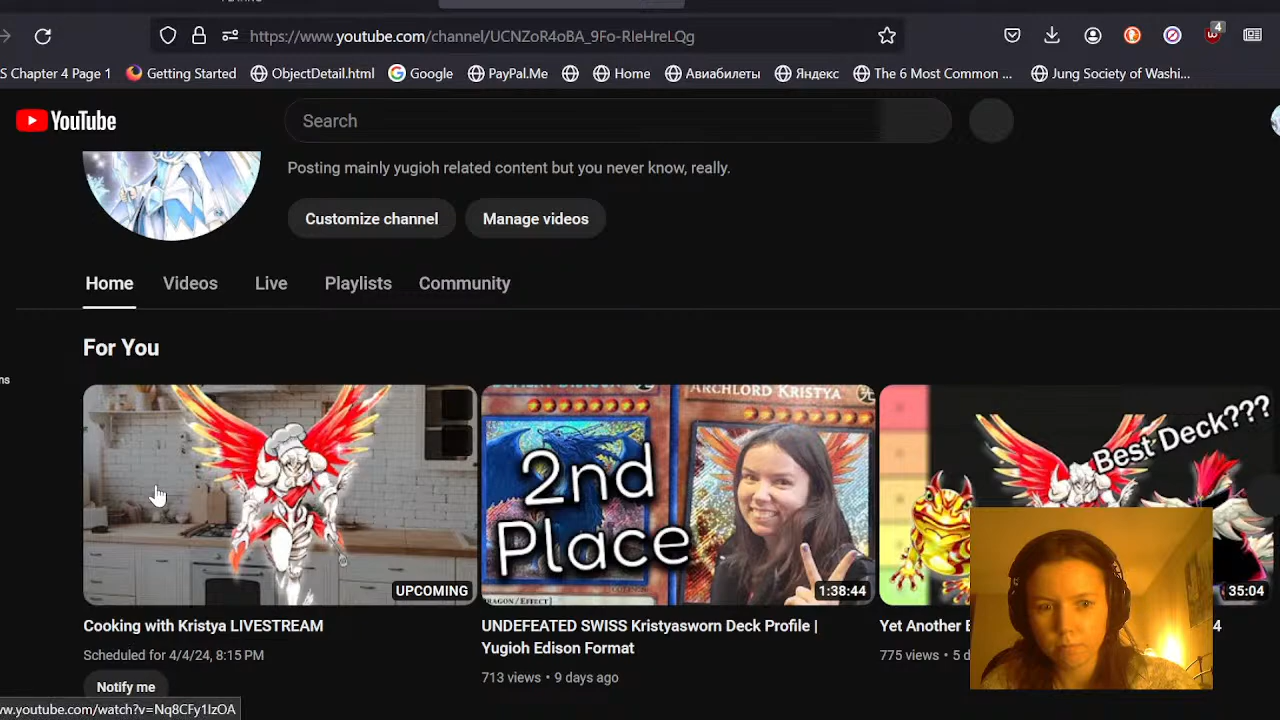 https://www.youtube.com/channel/UCNZoR4oBA_9Fo-RIeHreLQg
4
S Chapter 4 Page 1
Getting Started
ObjectDetail.html
Google
PayPal.Me
Home
Авиабилеты
Яндекс
The 6 Most Common ...
Jung Society of Washi...
YouTube
Search
Posting mainly yugioh related content but you never know, really.
Customize channel
Manage videos
Home
Videos
Live
Playlists
Community
For You
UPCOMING
ARCHLORD KRISTYA
2nd
Place
1:38:44
Best Deck???
35:04
Cooking with Kristya LIVESTREAM
Scheduled for 4/4/24, 8:15 PM
Notify me
UNDEFEATED SWISS Kristyasworn Deck Profile |
Yugioh Edison Format
713 views • 9 days ago
Yet Another
775 views • 5 d
ww.youtube.com/watch?v=Nq8CFy1IzOA